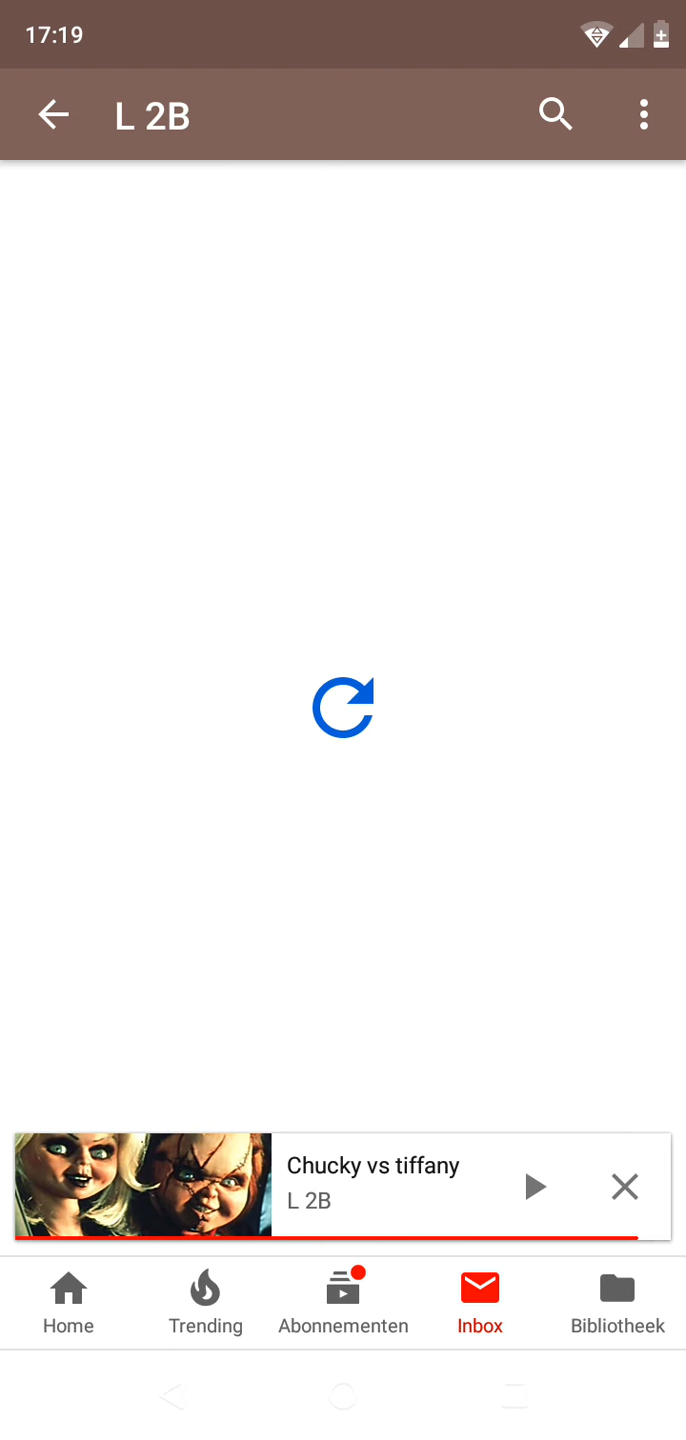 17:19
L 2B
Chucky vs tiffany
L 2B
Home
Trending
Abonnementen
Inbox
Bibliotheek